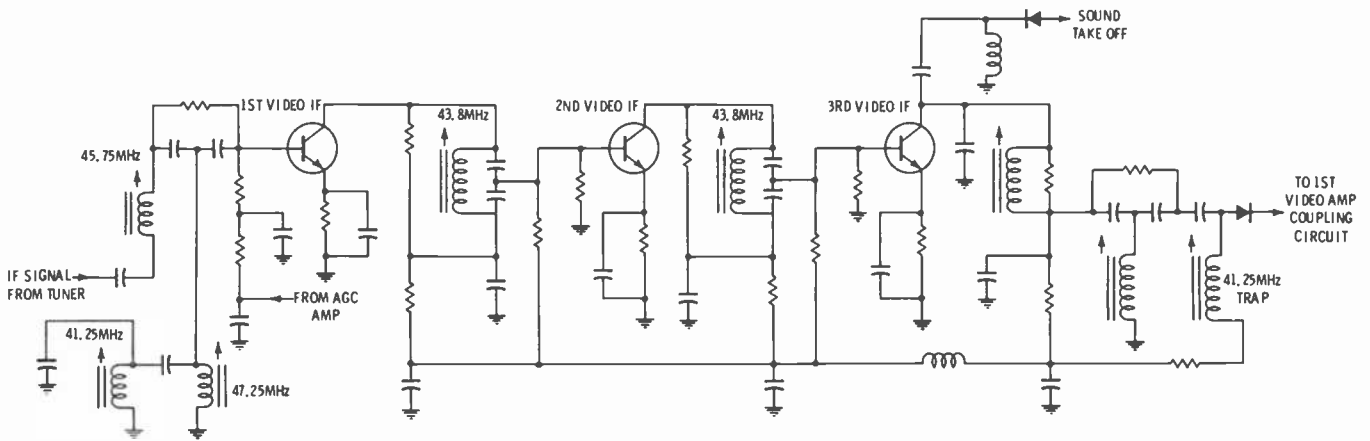 SOUND
TAKE OFF
1ST VIDEO IF
2ND VIDEO IF
3RD VIDEO IF
43.8MHz
43.8MHz
45.75MHz
TO 1ST
VIDEO AMP
COUPLING
CIRCUIT
IF SIGNAL
FROM TUNER
FROM AGC
AMP
41.25MHz
TRAP
41.25MHz
47.25MHz